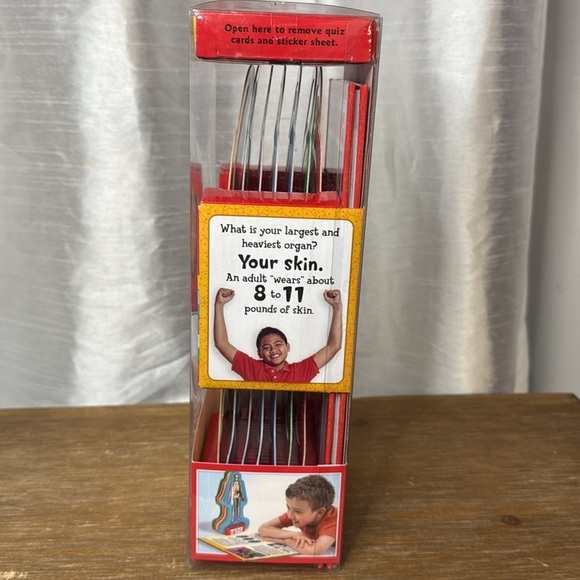 Open here to remove quiz
cards and sticker sheet.
What is your largest and
heaviest organ?
Your skin.
An adult "wears" about
8 to 11
pounds of skin.